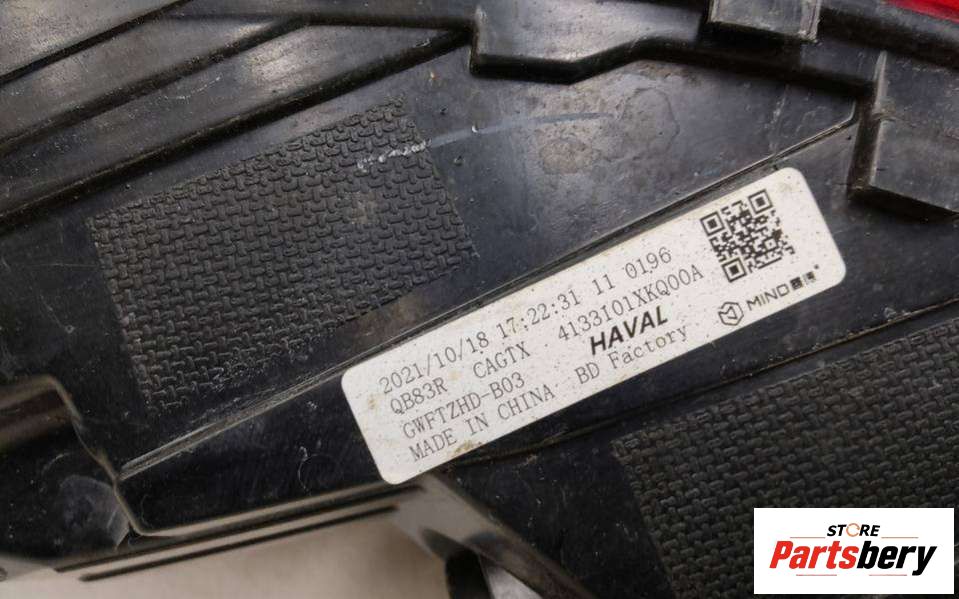 2021/10/18 17:22:31 11 0196
QB83R CAGTX 4133101XKQ00A
GWFTZHD-B03 HAVAL
MADE IN CHINA BD Factory
MIND
STORE
Partsbery